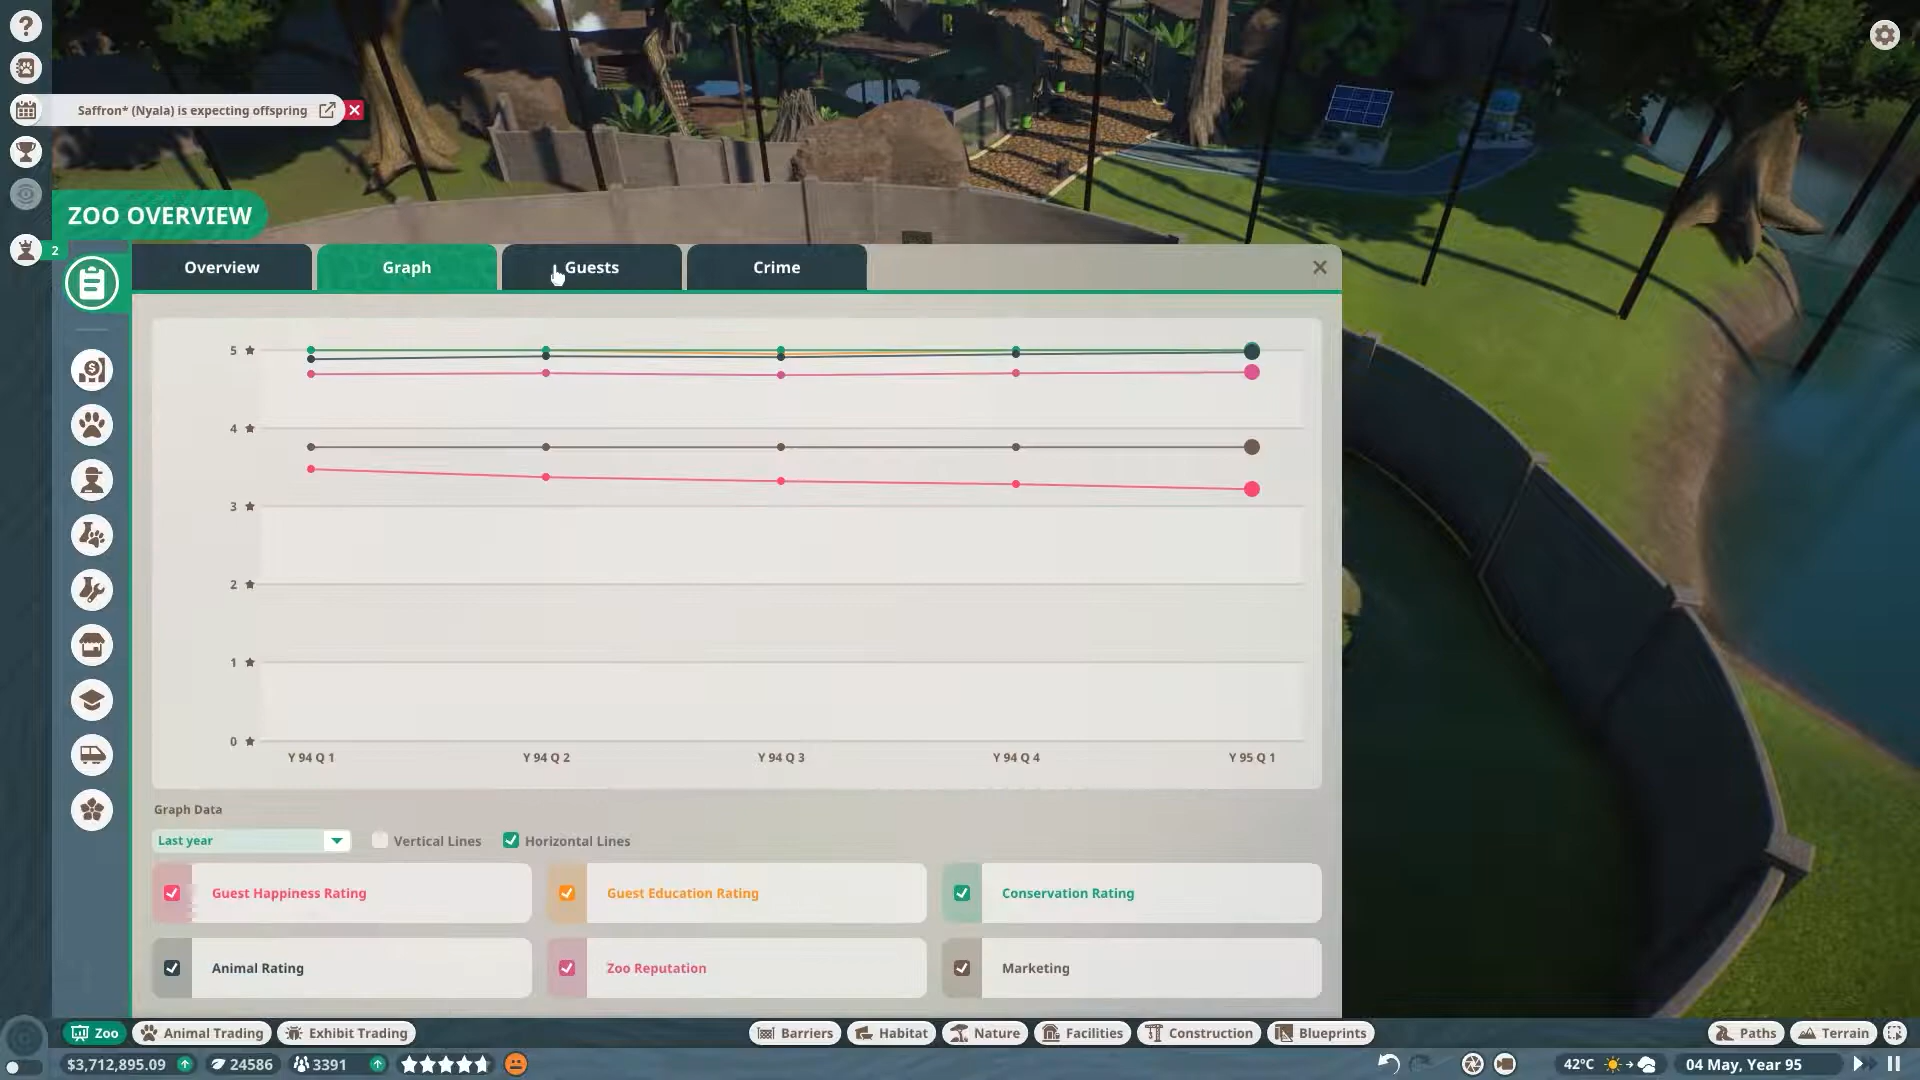 ?
Saffron* (Nyala) is expecting offspring
ZOO OVERVIEW
2
Overview
Graph
Guests
Crime
5
4
3
2
1
0
Y 94 Q 1
Y 94 Q 2
Y 94 Q 3
Y 94 Q 4
Y 95 Q 1
Graph Data
Last year
Vertical Lines
Horizontal Lines
Guest Happiness Rating
Guest Education Rating
Conservation Rating
Animal Rating
Zoo Reputation
Marketing
Zoo
Animal Trading
Exhibit Trading
Barriers
Habitat
Nature
Facilities
Construction
Blueprints
Paths
Terrain
$3,712,895.09
24586
3391
42°C
04 May, Year 95